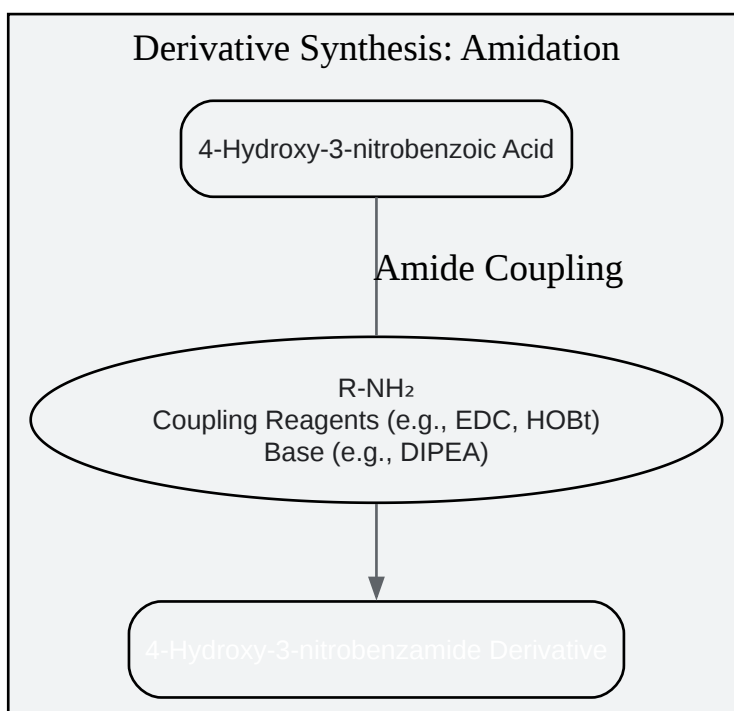 Derivative Synthesis: Amidation
4-Hydroxy-3-nitrobenzoic Acid
Amide Coupling
R-NH₂
Coupling Reagents (e.g., EDC, HOBt)
Base (e.g., DIPEA)
4-Hydroxy-3-nitrobenzamide Derivative